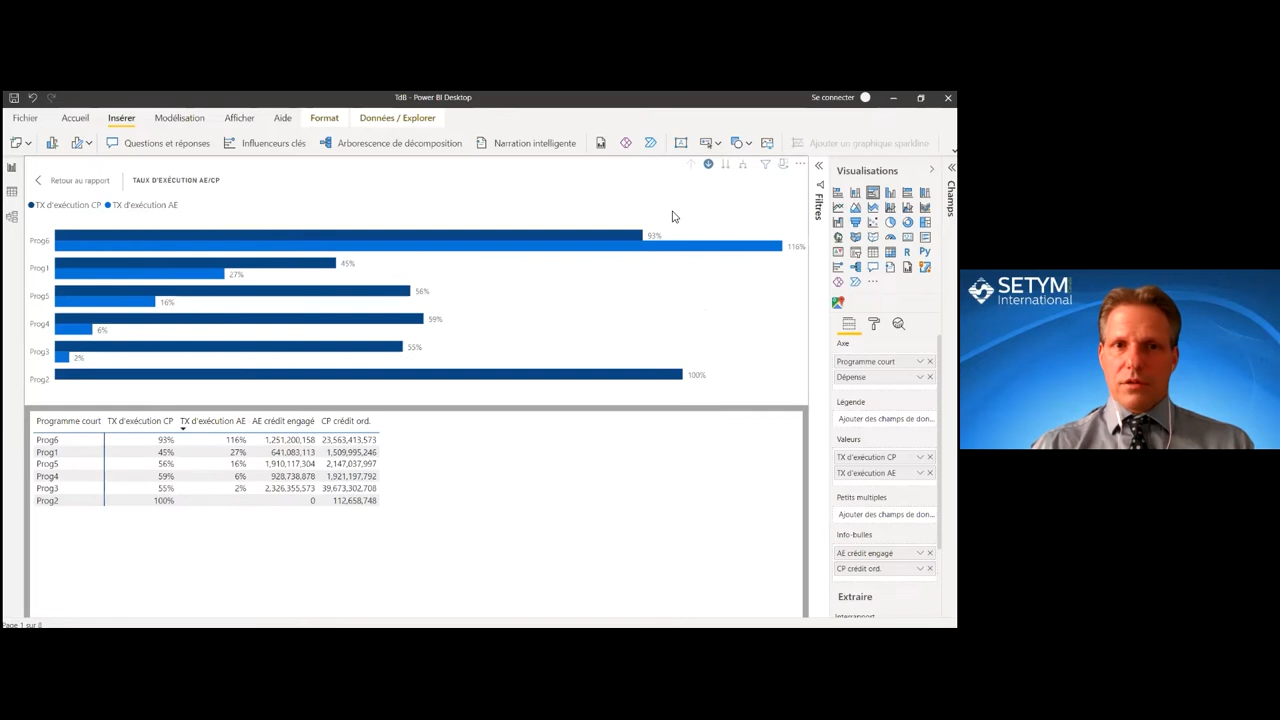 TdB - Power BI Desktop
Se connecter
Fichier Accueil Insérer Modélisation Afficher Aide Format Données / Explorer
Questions et réponses Influenceurs clés Arborescence de décomposition Narration intelligente Ajouter un graphique sparkline
Retour au rapport TAUX D'EXÉCUTION AE/CP
TX d'exécution CP TX d'exécution AE
Prog6 93%
116%
Prog1 45%
27%
Prog5 56%
16%
Prog4 59%
6%
Prog3 55%
2%
Prog2 100%
Programme court TX d'exécution CP TX d'exécution AE AE crédit engagé CP crédit ord.
Prog6 93% 116% 1,251,200,158 23,563,413,573
Prog1 45% 27% 641,083,113 1,509,995,246
Prog5 56% 16% 1,910,117,304 2,147,037,997
Prog4 59% 6% 928,738,878 1,921,197,792
Prog3 55% 2% 2,326,355,573 39,673,302,708
Prog2 100% 0 112,658,748
Page 1 sur 8
Filtres
Visualisations
R Py
Axe
Programme court
Dépense
Légende
Ajouter des champs de don...
Valeurs
TX d'exécution CP
TX d'exécution AE
Petits multiples
Ajouter des champs de don...
Info-bulles
AE crédit engagé
CP crédit ord.
Extraire
Interrapport
Champs
SETYM
International